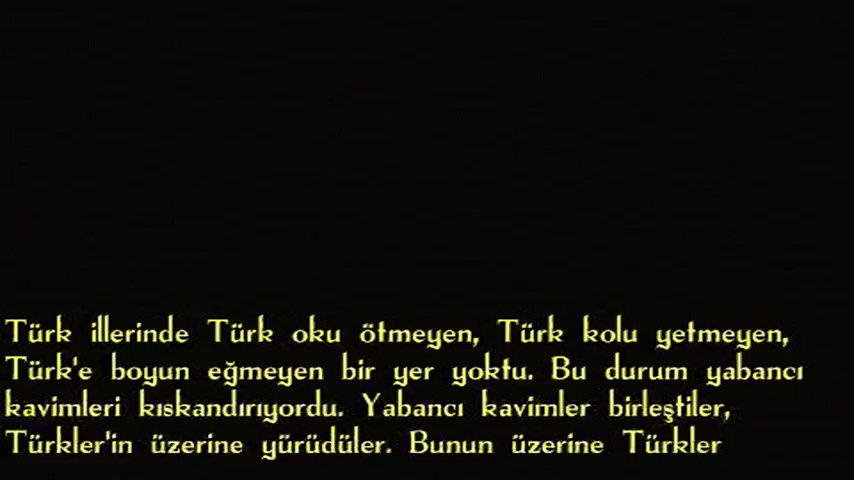 Türk illerinde Türk oku ötmeyen, Türk kolu yetmeyen,
Türk'e boyun eğmeyen bir yer yoktu. Bu durum yabancı
kavimleri kıskandırıyordu. Yabancı kavimler birleştiler,
Türkler'in üzerine yürüdüler. Bunun üzerine Türkler